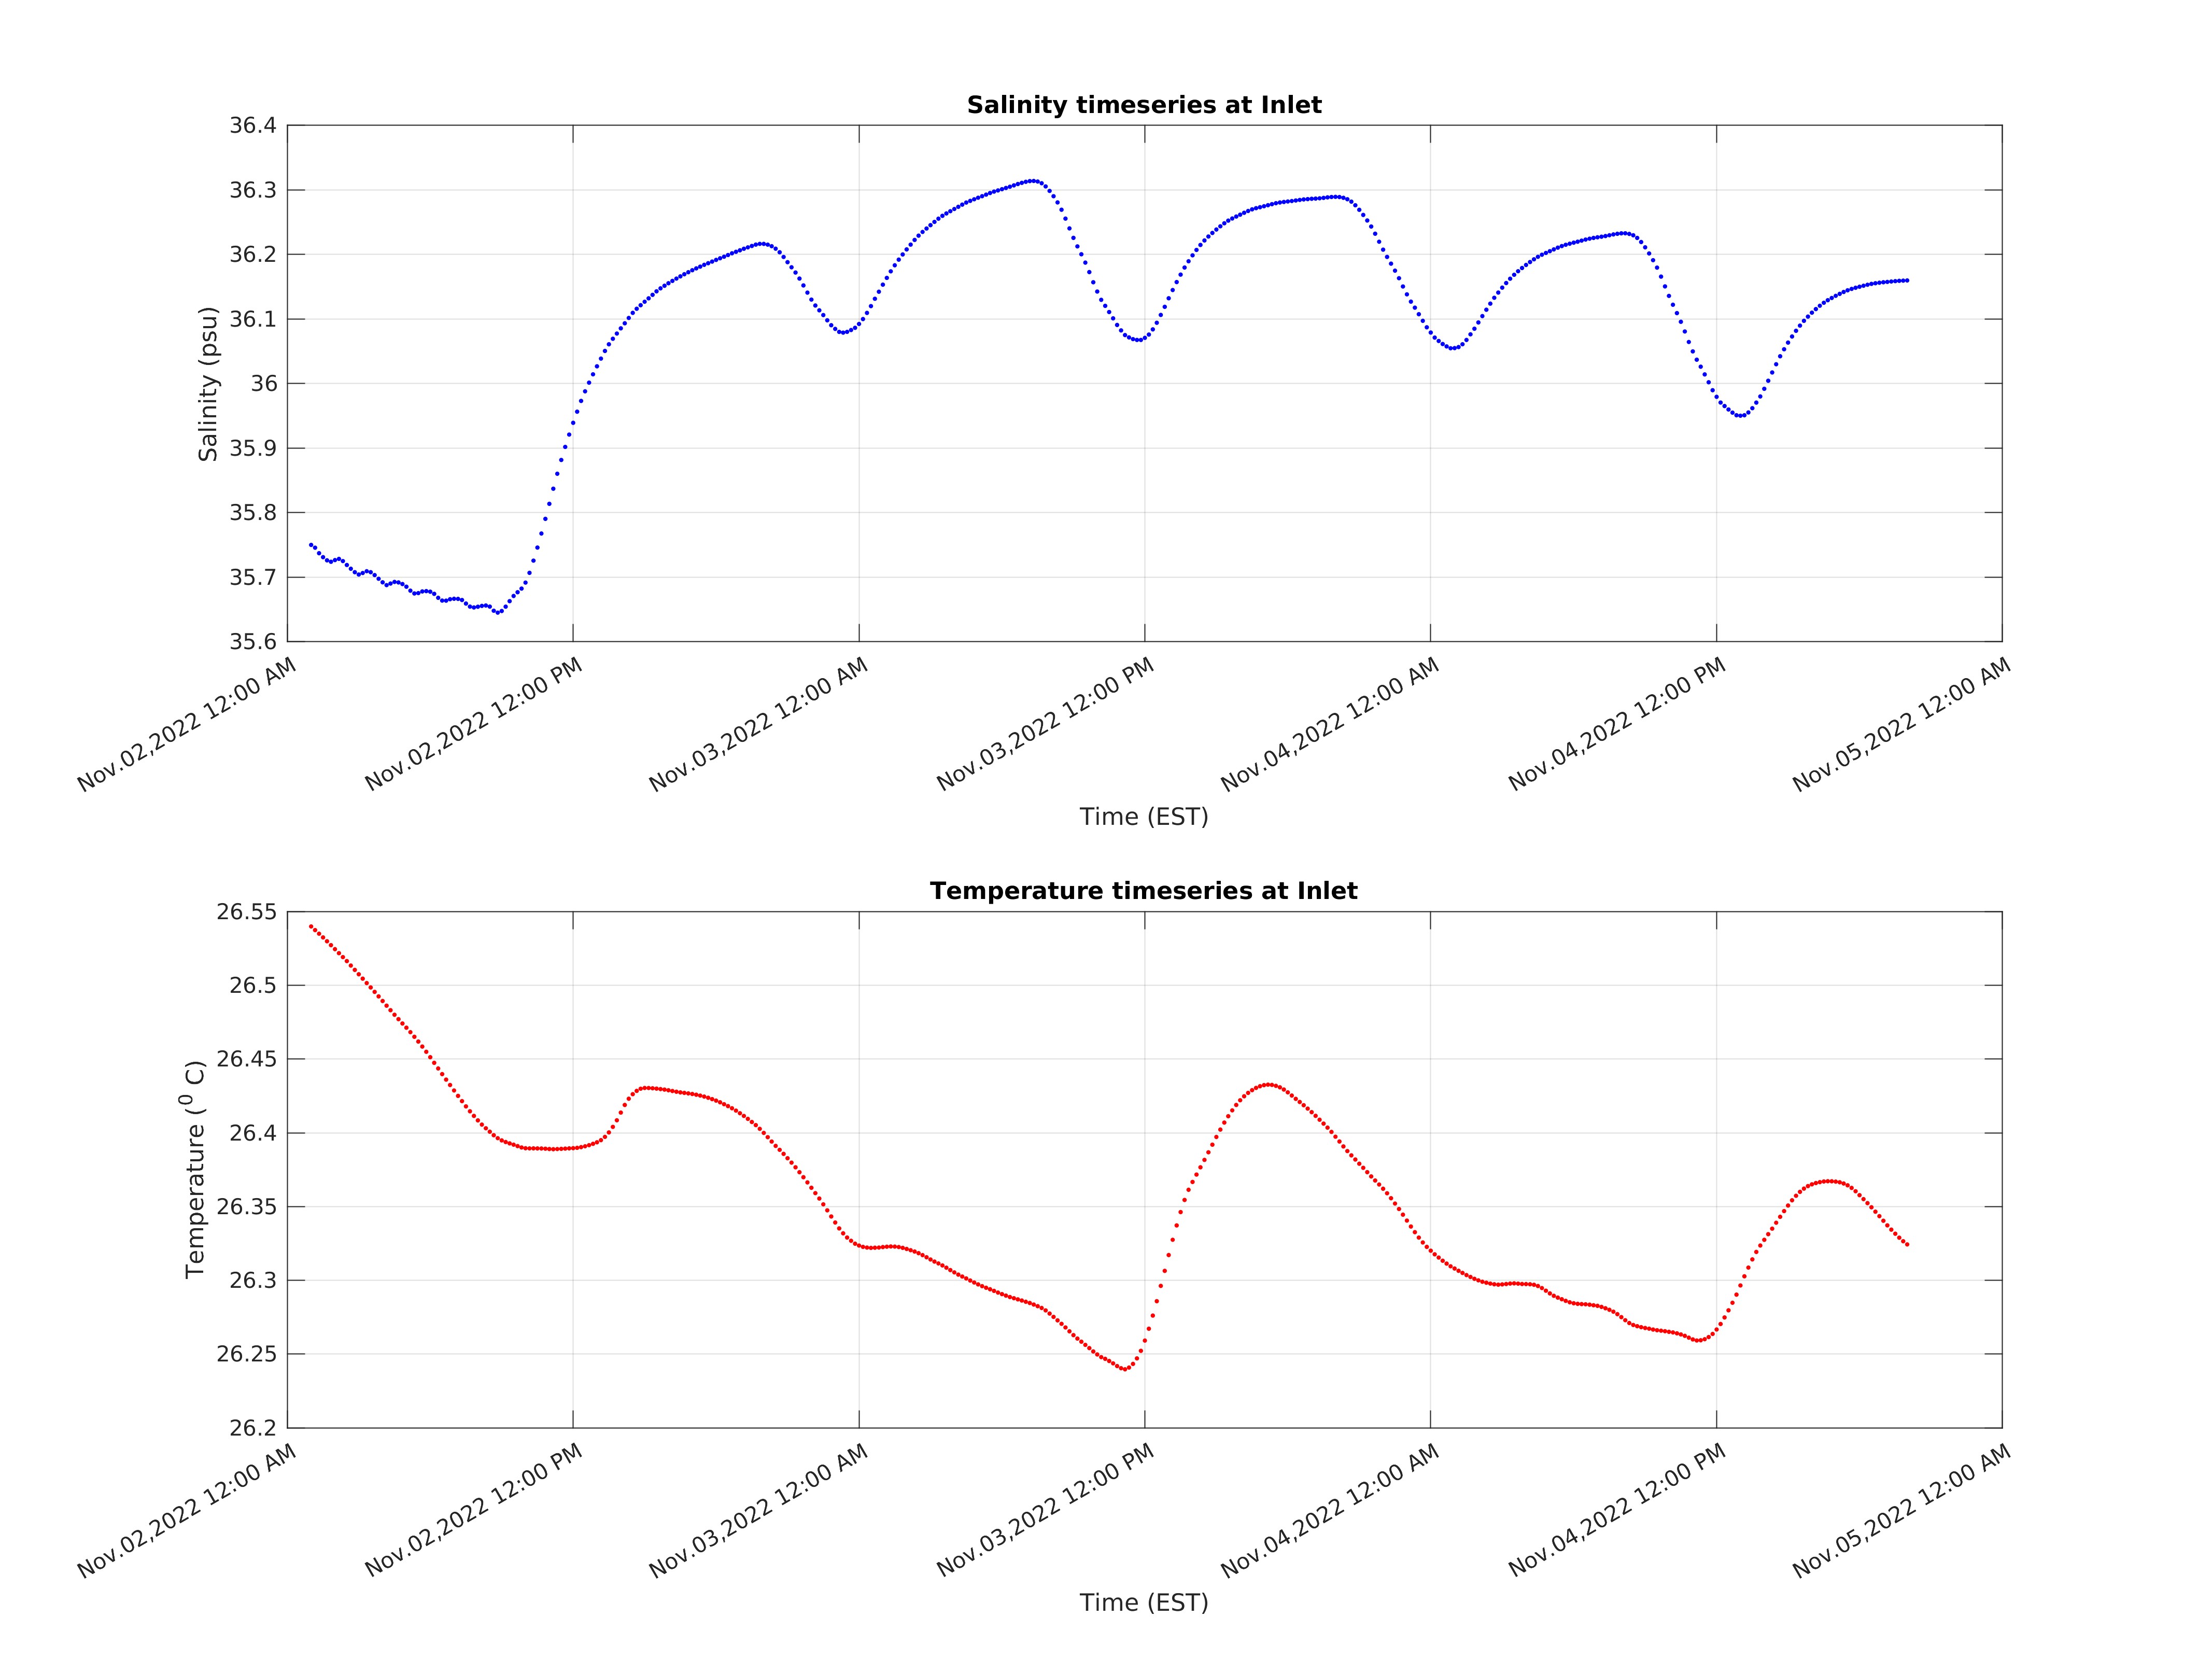 Salinity timeseries at Inlet
36.4
36.3
36.2
36.1
36
35.9
35.8
35.7
35.6
Salinity (psu)
Nov.02,2022 12:00 AM
Nov.02,2022 12:00 PM
Nov.03,2022 12:00 AM
Nov.03,2022 12:00 PM
Nov.04,2022 12:00 AM
Nov.04,2022 12:00 PM
Nov.05,2022 12:00 AM
Time (EST)
Temperature timeseries at Inlet
26.55
26.5
26.45
26.4
26.35
26.3
26.25
26.2
Temperature (⁰ C)
Nov.02,2022 12:00 AM
Nov.02,2022 12:00 PM
Nov.03,2022 12:00 AM
Nov.03,2022 12:00 PM
Nov.04,2022 12:00 AM
Nov.04,2022 12:00 PM
Nov.05,2022 12:00 AM
Time (EST)